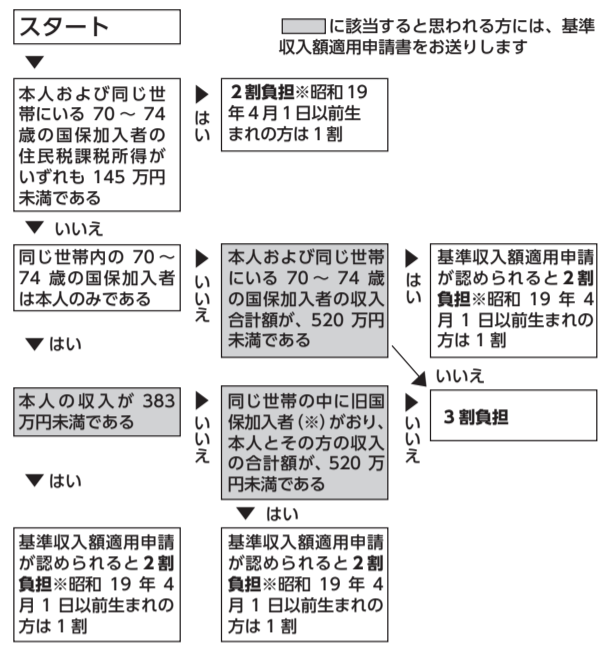 スタート
に該当すると思われる方には、基準
収入額適用申請書をお送りします
本人および同じ世
帯にいる 70 ~ 74
歳の国保加入者の
住民税課税所得が
いずれも 145 万円
未満である
はい
2割負担※昭和 19
年4月1日以前生
まれの方は1割
いいえ
同じ世帯内の 70 ~
74 歳の国保加入者
は本人のみである
いいえ
本人および同じ世帯
にいる 70 ~ 74 歳
の国保加入者の収入
合計額が、520 万円
未満である
はい
基準収入額適用申請
が認められると2割
負担※昭和 19 年 4
月 1 日以前生まれの
方は1割
はい
いいえ
本人の収入が 383
万円未満である
いいえ
同じ世帯の中に旧国
保加入者(※)がおり、
本人とその方の収入
の合計額が、520 万
円未満である
いいえ
3割負担
はい
はい
基準収入額適用申請
が認められると2割
負担※昭和 19 年 4
月 1 日以前生まれの
方は1割
基準収入額適用申請
が認められると2割
負担※昭和 19 年 4
月 1 日以前生まれの
方は1割